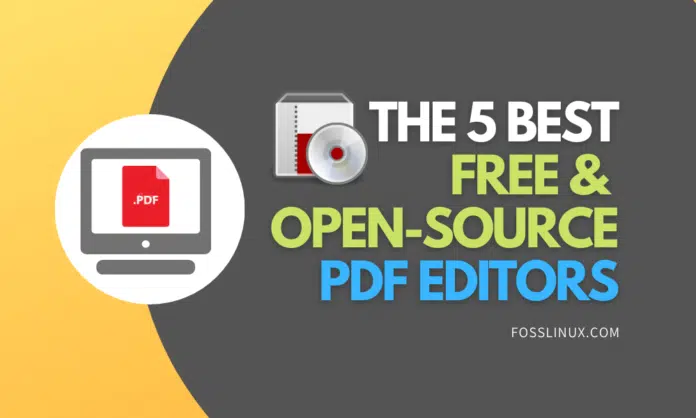 .PDF
THE 5 BEST
FREE &
OPEN-SOURCE
PDF EDITORS
FOSSLINUX.COM